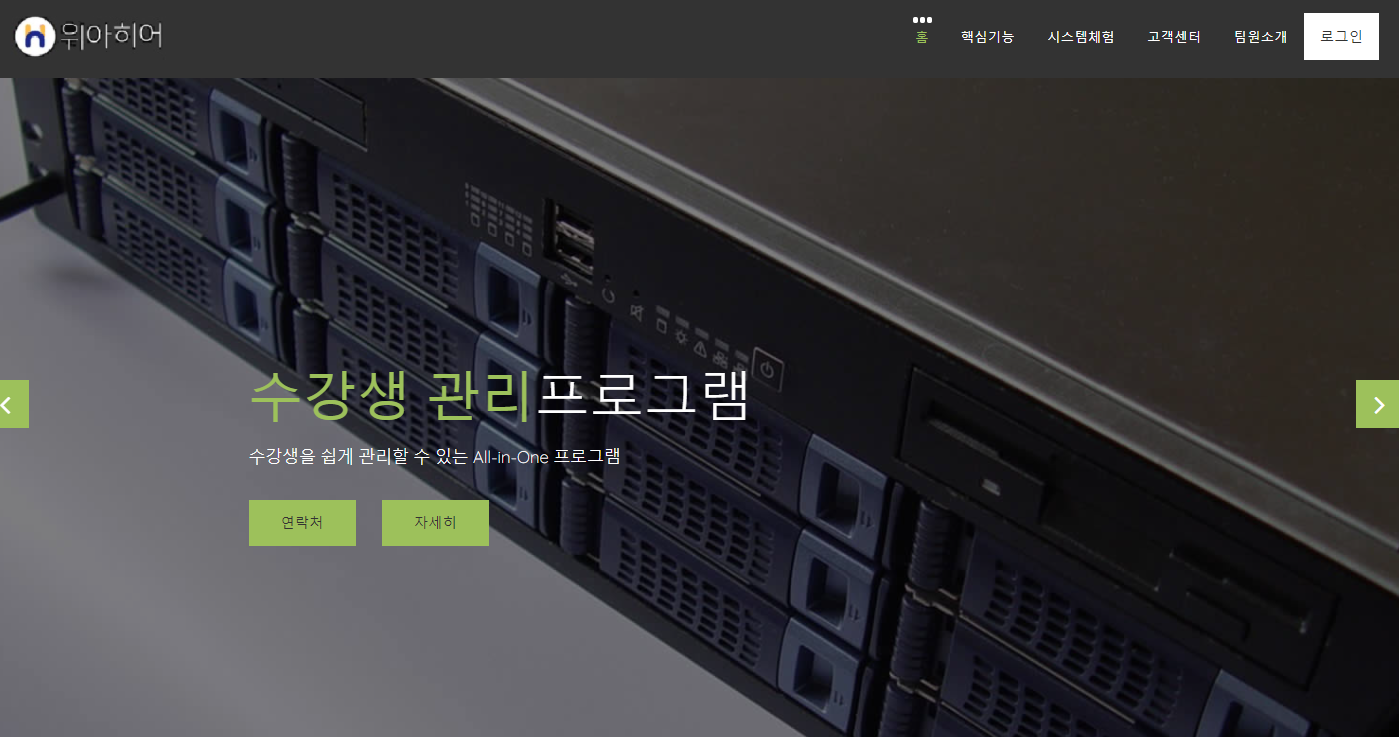 위아히어
홈 핵심기능 시스템체험 고객센터 팀원소개 로그인
수강생 관리프로그램
수강생을 쉽게 관리할 수 있는 All-in-One 프로그램
연락처 자세히